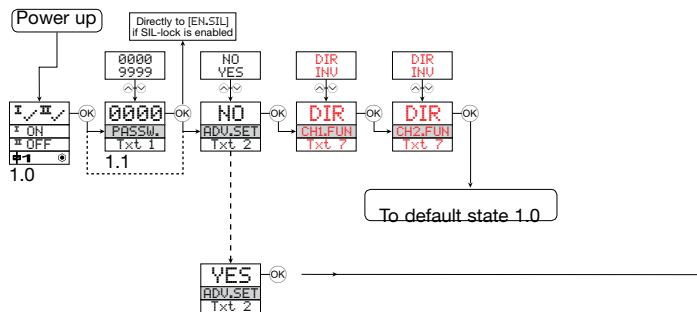 Power up
Directly to [EN.SIL]
if SIL-lock is enabled
0000
9999
NO
YES
DIR
INV
DIR
INV
I / II /
I ON
II OFF
1
1.0
OK
0000
PASSW.
Txt 1
1.1
OK
NO
ADV.SET
Txt 2
OK
DIR
CH1.FUN
Txt 7
OK
DIR
CH2.FUN
Txt 7
OK
To default state 1.0
YES
ADV.SET
Txt 2
OK